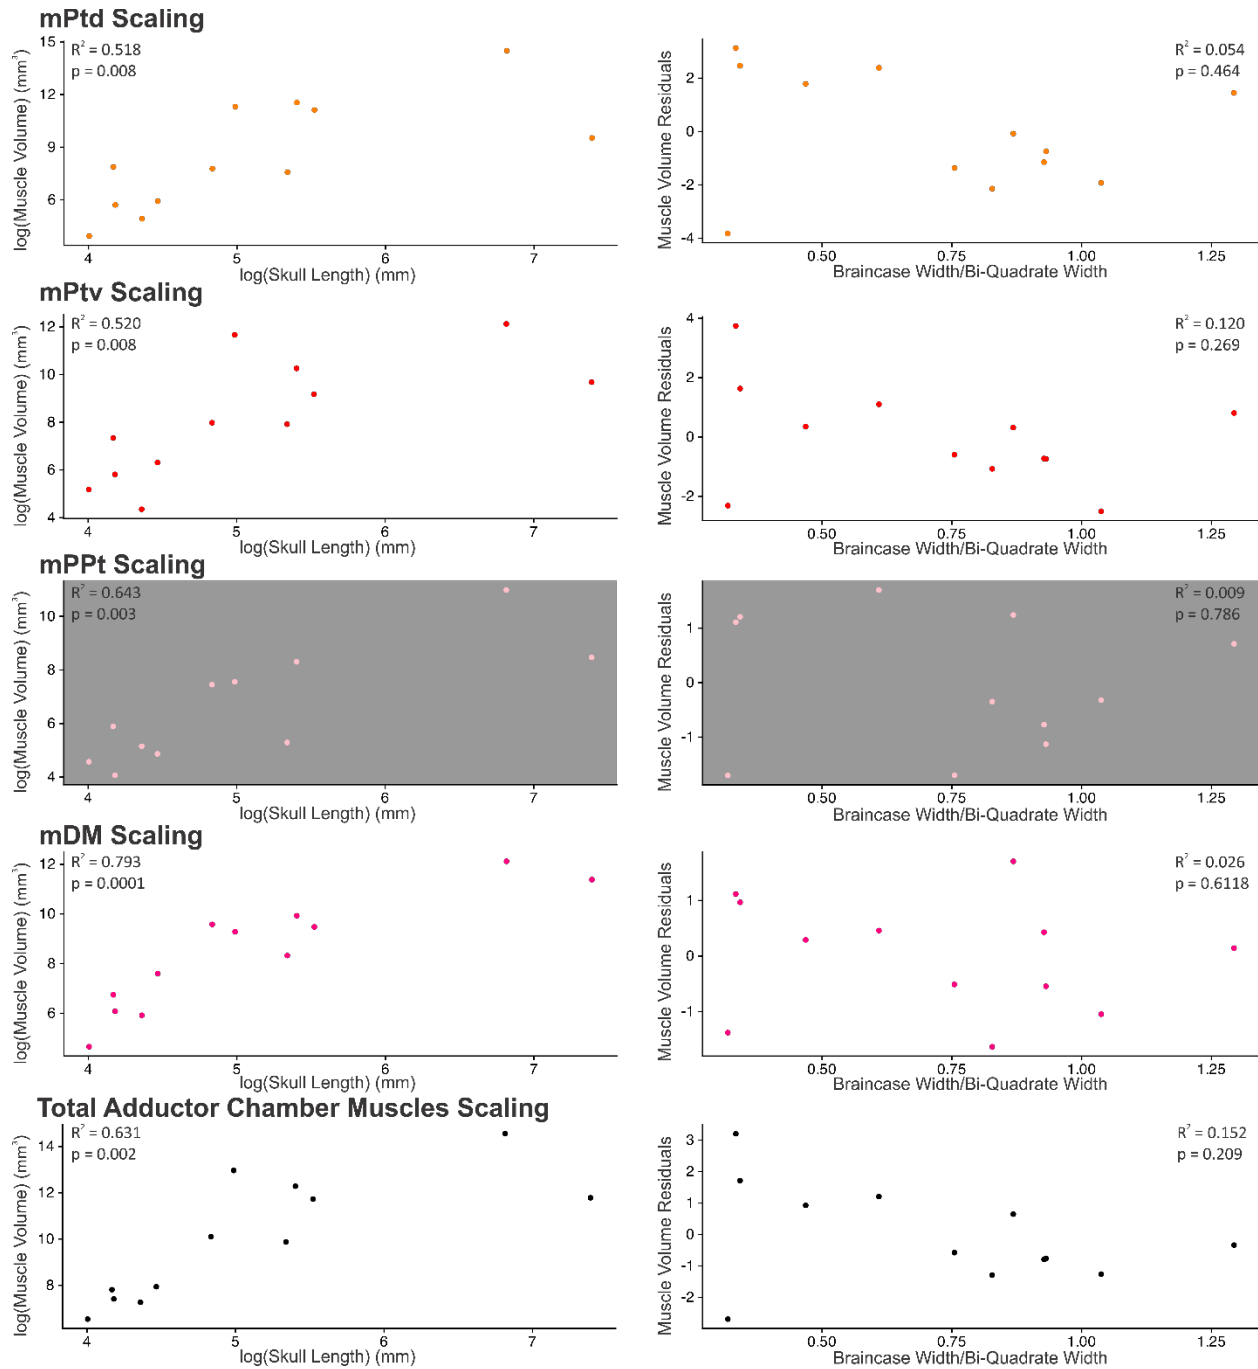 mPtd Scaling
R² = 0.518
p = 0.008
log(Muscle Volume) (mm³)
15
12
9
6
4
5
6
7
log(Skull Length) (mm)
R² = 0.054
p = 0.464
Muscle Volume Residuals
2
0
-2
-4
0.50
0.75
1.00
1.25
Braincase Width/Bi-Quadrate Width
mPtv Scaling
R² = 0.520
p = 0.008
log(Muscle Volume) (mm³)
12
10
8
6
4
4
5
6
7
log(Skull Length) (mm)
R² = 0.120
p = 0.269
Muscle Volume Residuals
4
2
0
-2
0.50
0.75
1.00
1.25
Braincase Width/Bi-Quadrate Width
mPPt Scaling
R² = 0.643
p = 0.003
log(Muscle Volume) (mm³)
10
8
6
4
4
5
6
7
log(Skull Length) (mm)
R² = 0.009
p = 0.786
Muscle Volume Residuals
1
0
-1
0.50
0.75
1.00
1.25
Braincase Width/Bi-Quadrate Width
mDM Scaling
R² = 0.793
p = 0.0001
log(Muscle Volume) (mm³)
12
10
8
6
4
5
6
7
log(Skull Length) (mm)
R² = 0.026
p = 0.6118
Muscle Volume Residuals
1
0
-1
0.50
0.75
1.00
1.25
Braincase Width/Bi-Quadrate Width
Total Adductor Chamber Muscles Scaling
R² = 0.631
p = 0.002
log(Muscle Volume) (mm³)
14
12
10
8
4
5
6
7
log(Skull Length) (mm)
R² = 0.152
p = 0.209
Muscle Volume Residuals
3
2
1
0
-1
-2
0.50
0.75
1.00
1.25
Braincase Width/Bi-Quadrate Width